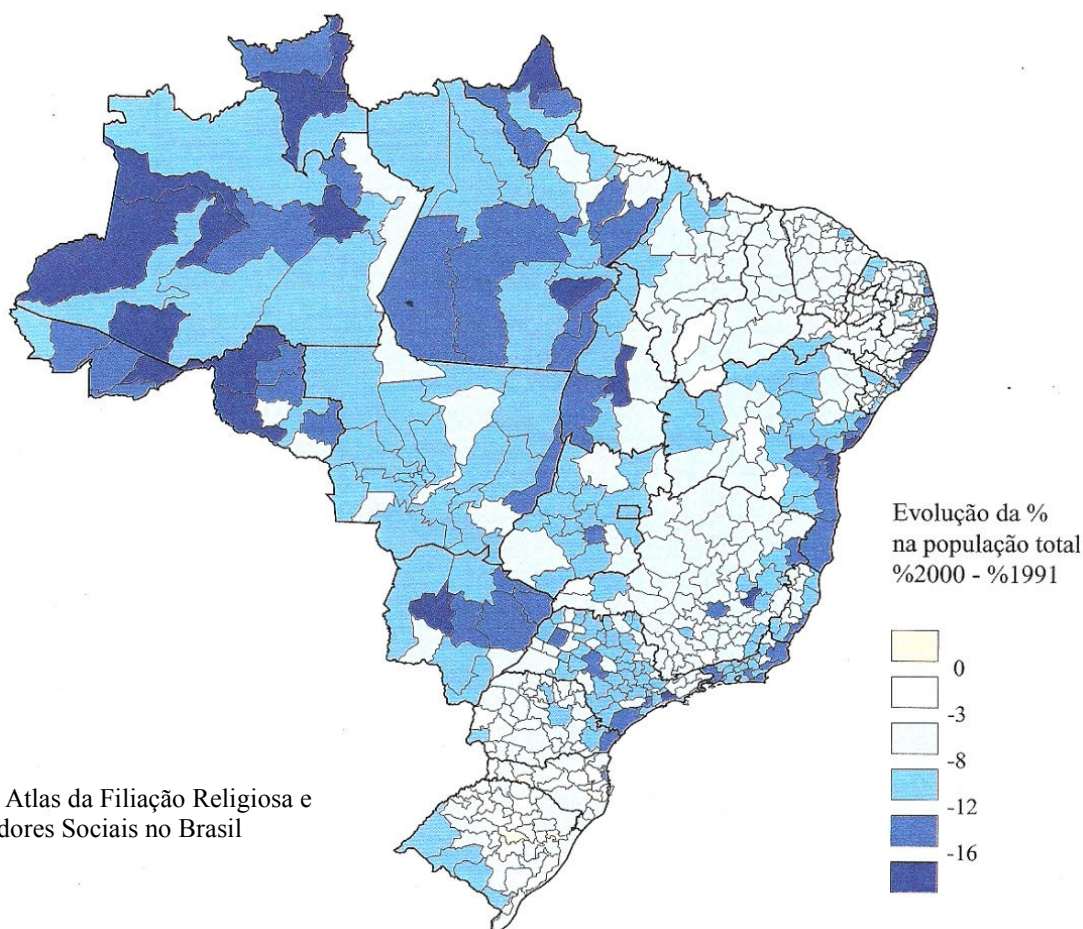 Evolução da %
na população total
%2000 - %1991
0
-3
-8
-12
-16
Atlas da Filiação Religiosa e
dores Sociais no Brasil